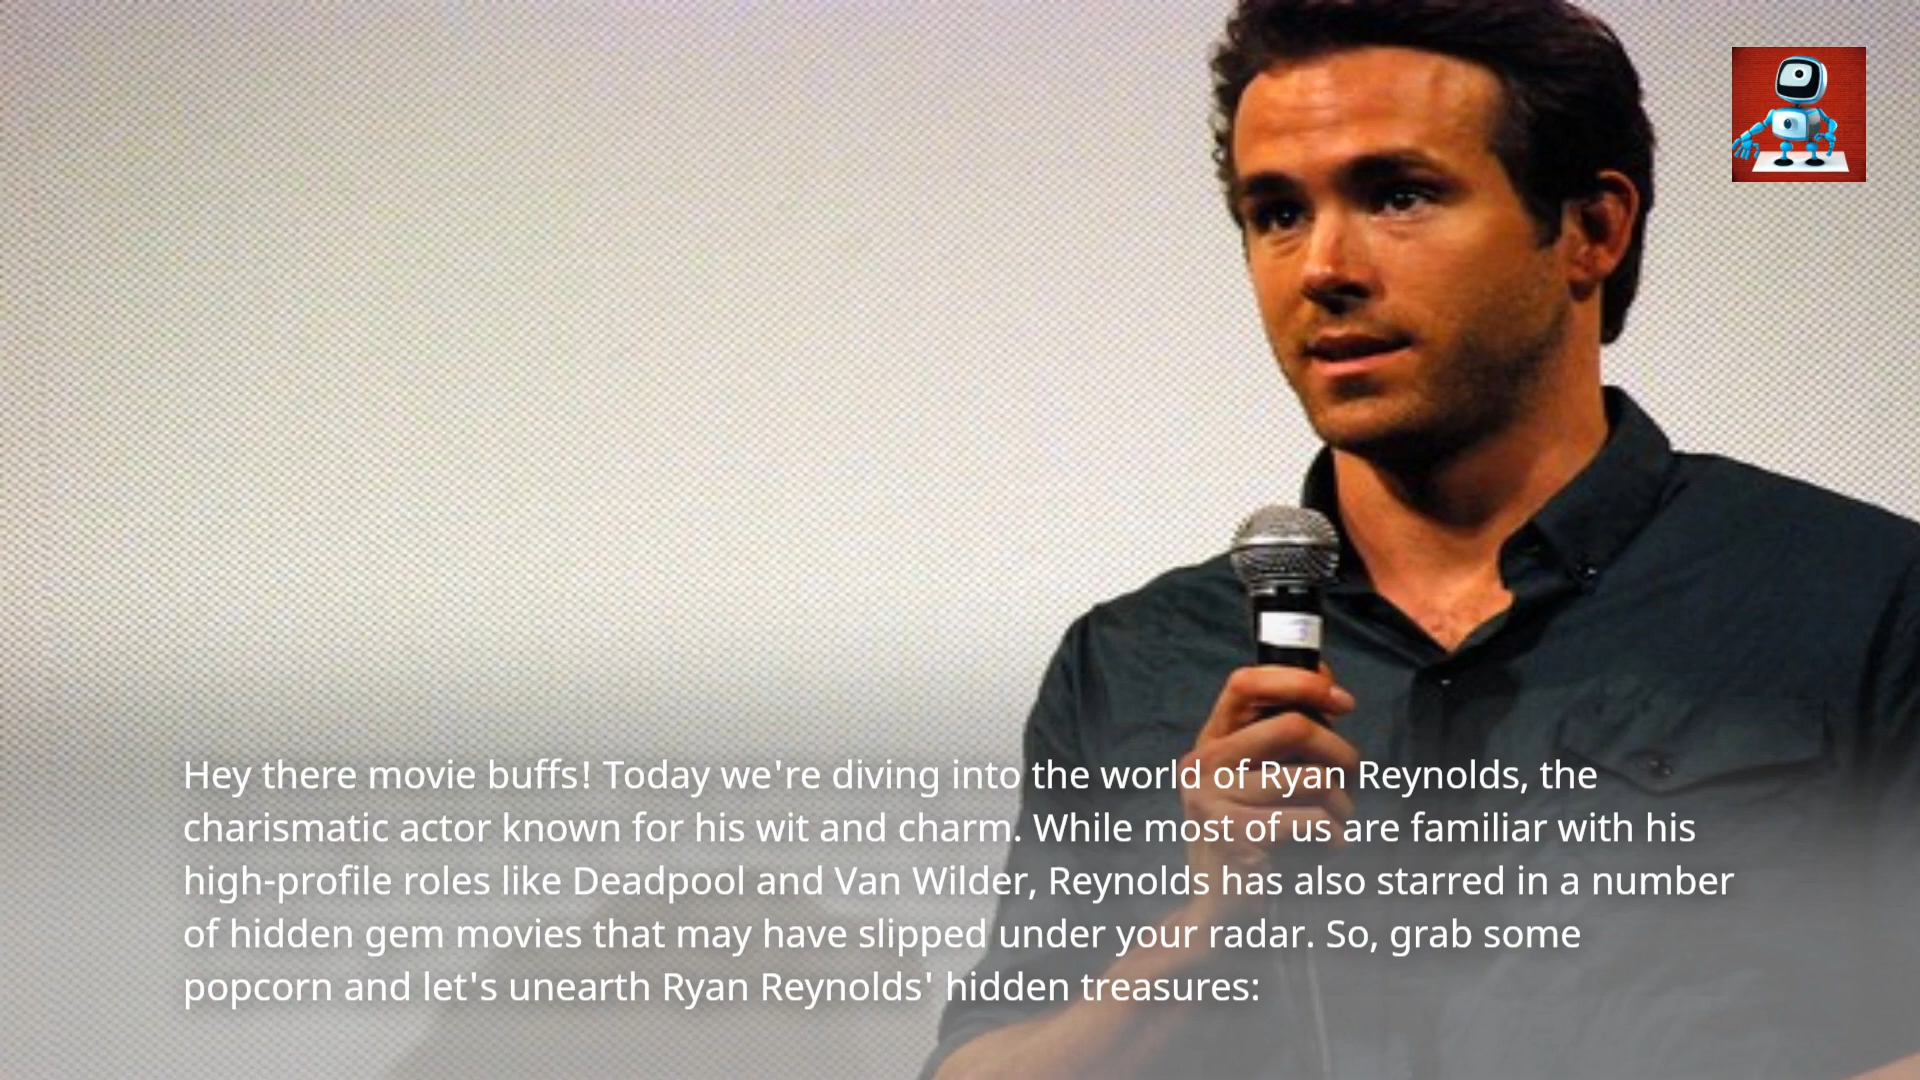 Hey there movie buffs! Today we're diving into the world of Ryan Reynolds, the
charismatic actor known for his wit and charm. While most of us are familiar with his
high-profile roles like Deadpool and Van Wilder, Reynolds has also starred in a number
of hidden gem movies that may have slipped under your radar. So, grab some
popcorn and let's unearth Ryan Reynolds' hidden treasures: